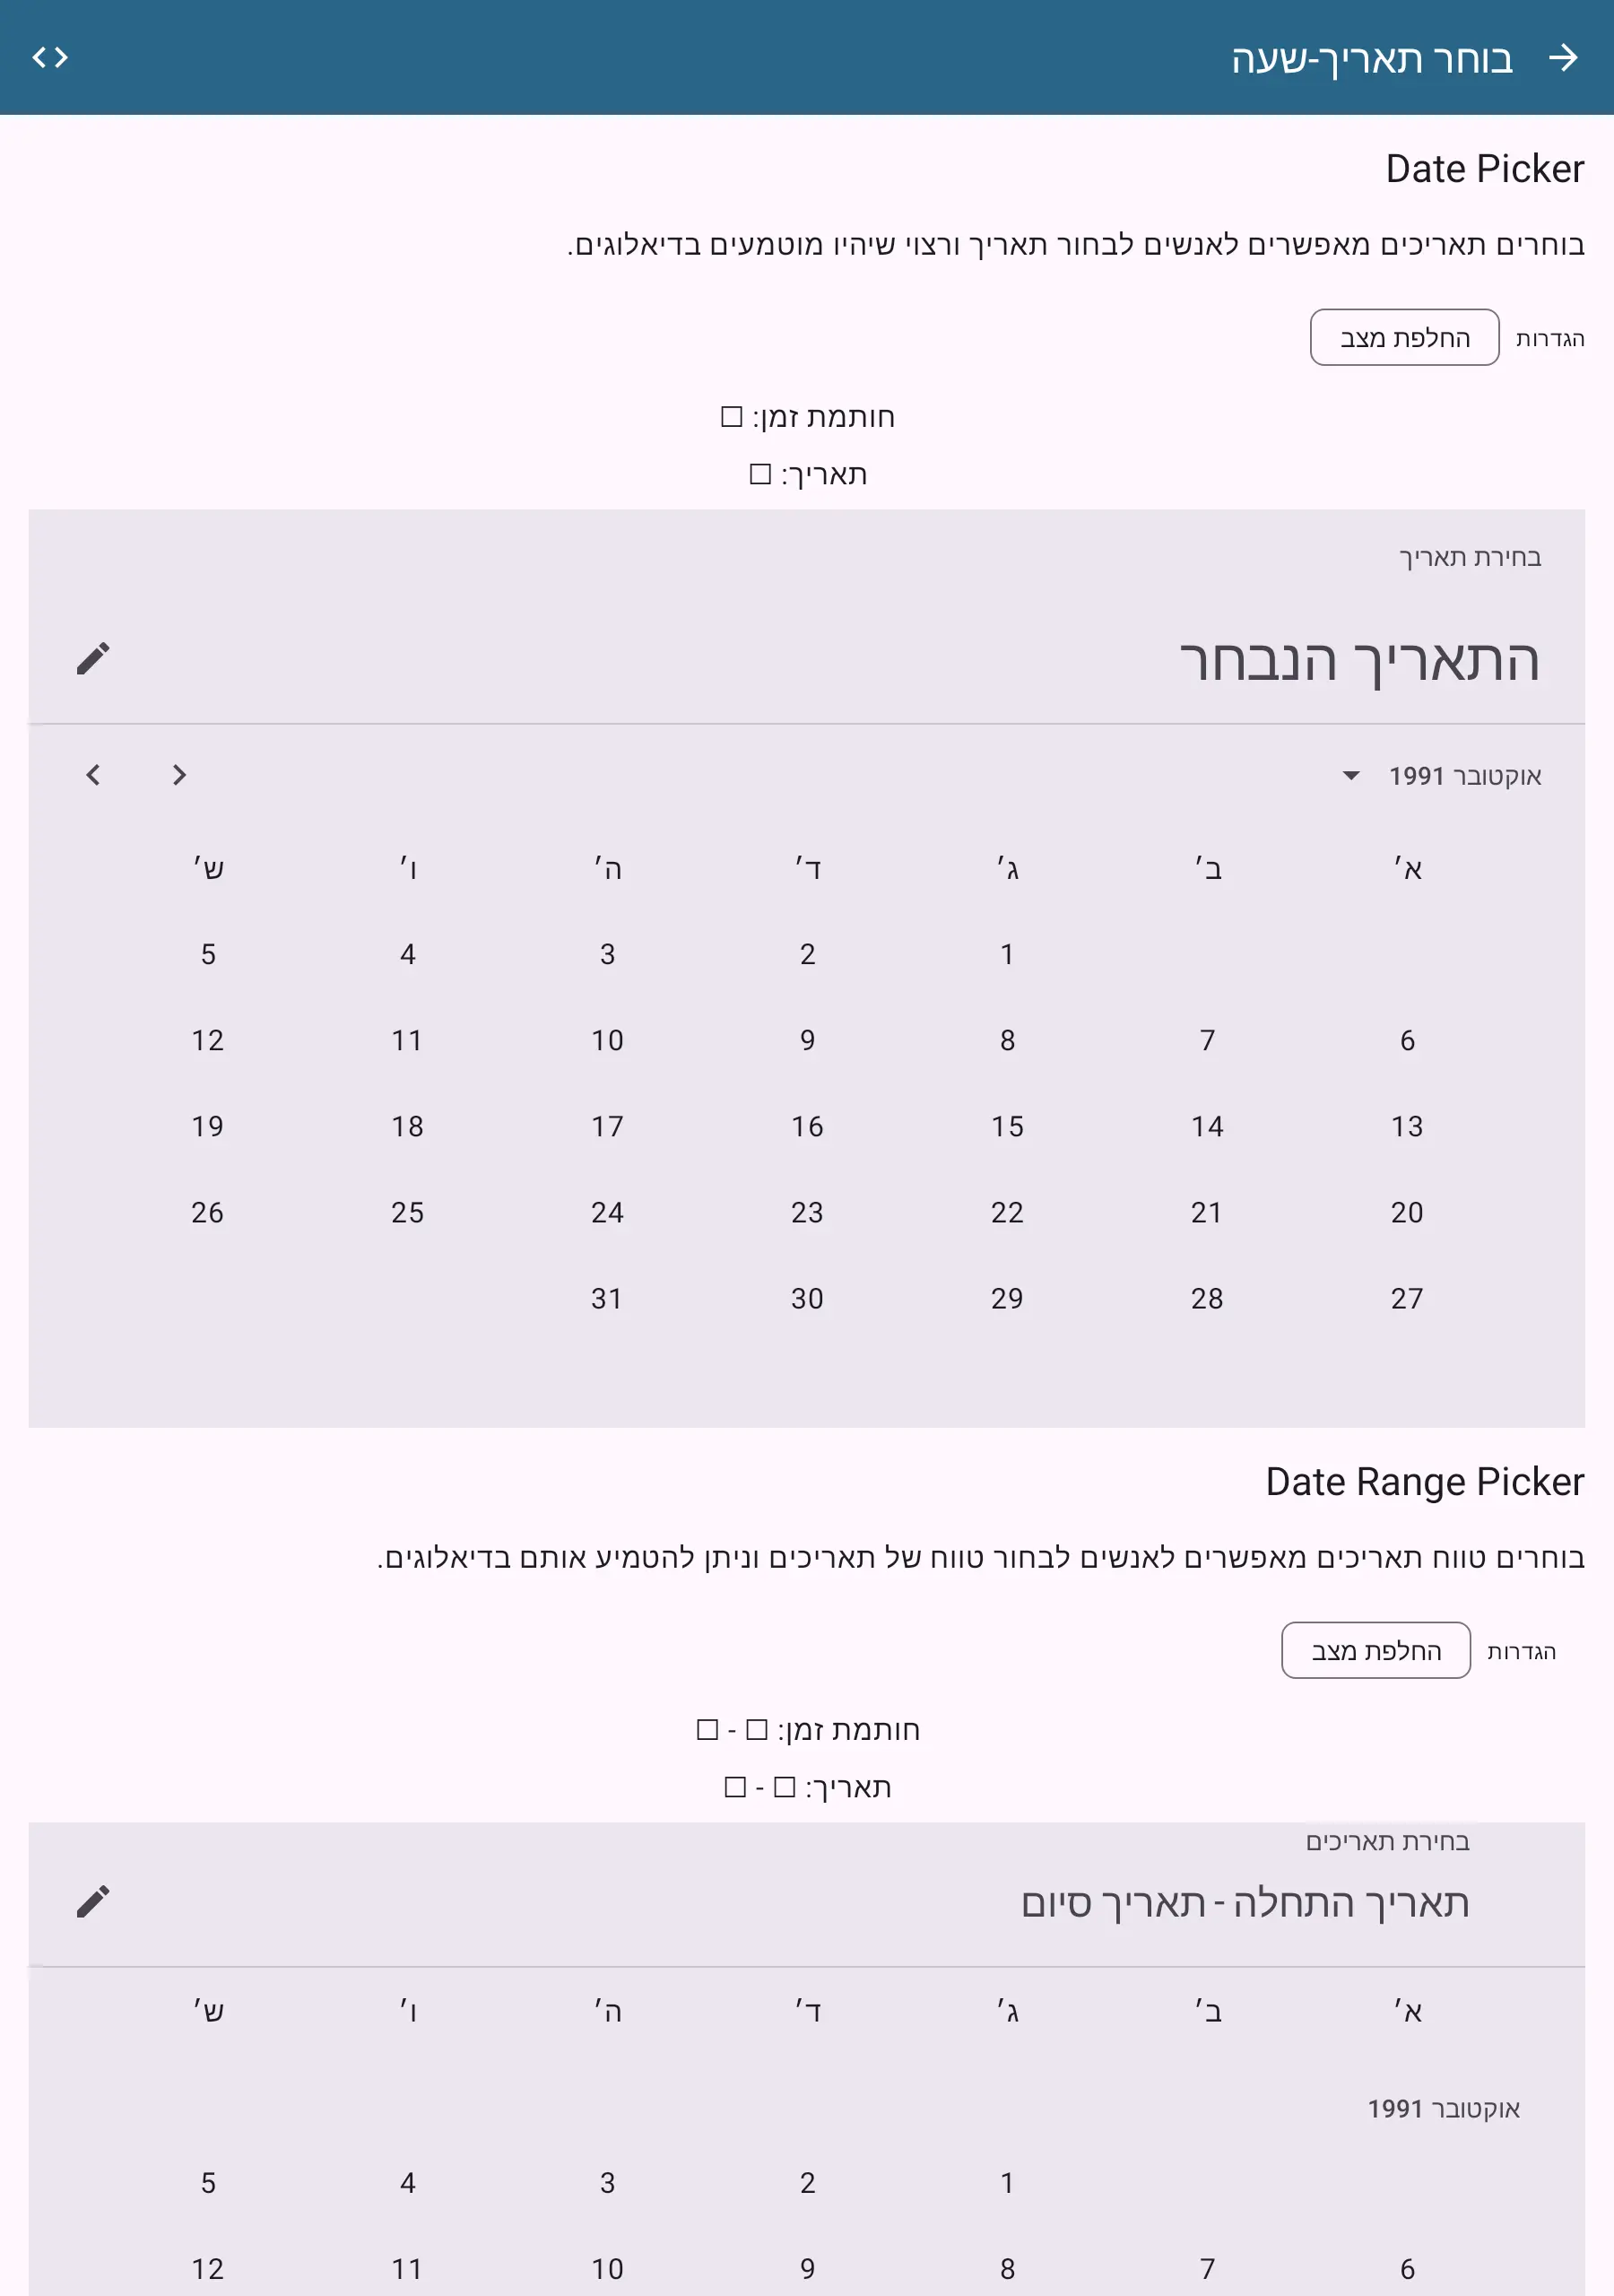 בוחר תאריך-שעה
Date Picker
בוחרים תאריכים מאפשרים לאנשים לבחור תאריך ורצוי שיהיו מוטמעים בדיאלוגים.
הגדרות החלפת מצב
חותמת זמן: ☐
תאריך: ☐
בחירת תאריך
התאריך הנבחר
אוקטובר 1991
א׳ ב׳ ג׳ ד׳ ה׳ ו׳ ש׳
1 2 3 4 5
6 7 8 9 10 11 12
13 14 15 16 17 18 19
20 21 22 23 24 25 26
27 28 29 30 31
Date Range Picker
בוחרים טווח תאריכים מאפשרים לאנשים לבחור טווח של תאריכים וניתן להטמיע אותם בדיאלוגים.
הגדרות החלפת מצב
חותמת זמן: ☐ - ☐
תאריך: ☐ - ☐
בחירת תאריכים
תאריך התחלה - תאריך סיום
א׳ ב׳ ג׳ ד׳ ה׳ ו׳ ש׳
אוקטובר 1991
1 2 3 4 5
6 7 8 9 10 11 12